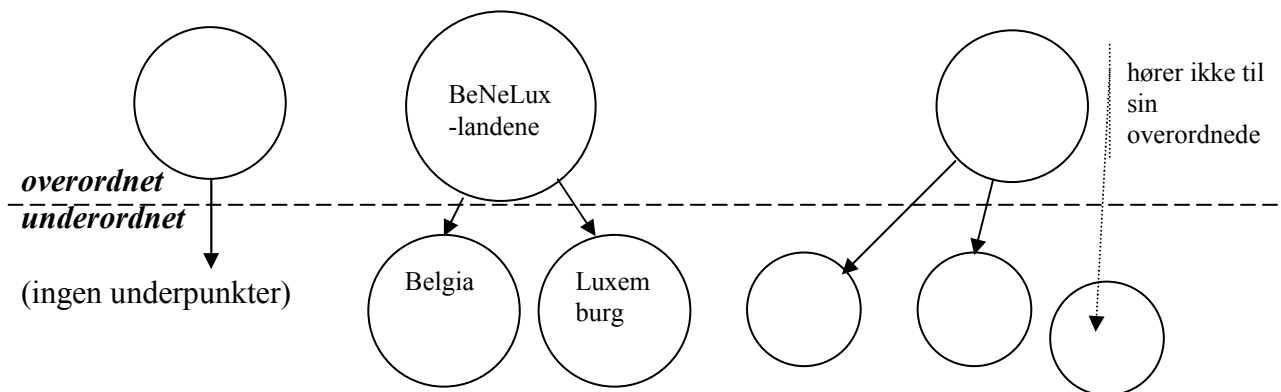 BeNeLux
-landene
hører ikke til
sin
overordnede
overordnet
underordnet
(ingen underpunkter)
Belgia
Luxem
burg